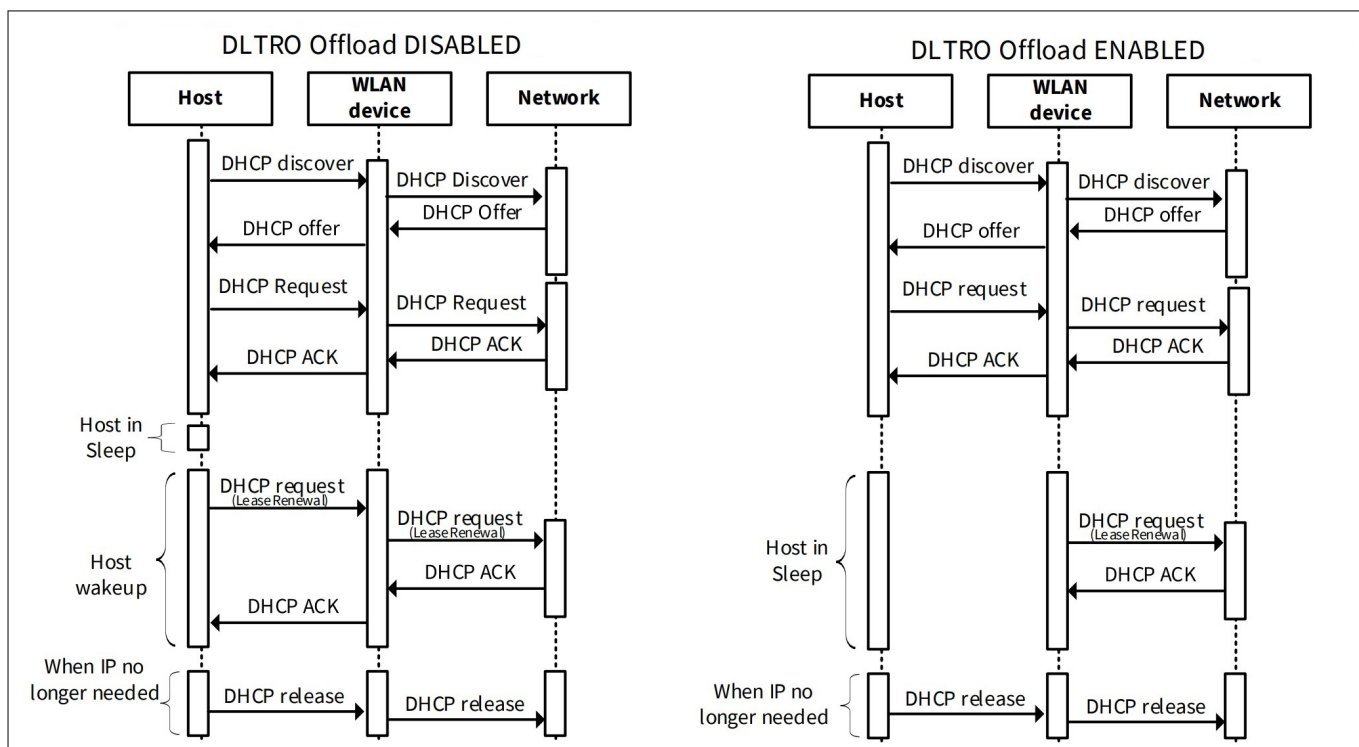 DLTRO Offload DISABLED
Host
WLAN
device
Network
DHCP discover
DHCP Discover
DHCP Offer
DHCP offer
DHCP Request
DHCP Request
DHCP ACK
DHCP ACK
Host in
Sleep
DHCP request
(Lease Renewal)
DHCP request
(Lease Renewal)
Host
wakeup
DHCP ACK
DHCP ACK
When IP no
longer needed
DHCP release
DHCP release
DLTRO Offload ENABLED
Host
WLAN
device
Network
DHCP discover
DHCP discover
DHCP Offer
DHCP offer
DHCP request
DHCP request
DHCP ACK
DHCP ACK
DHCP request
(Lease Renewal)
Host in
Sleep
DHCP ACK
When IP no
longer needed
DHCP release
DHCP release